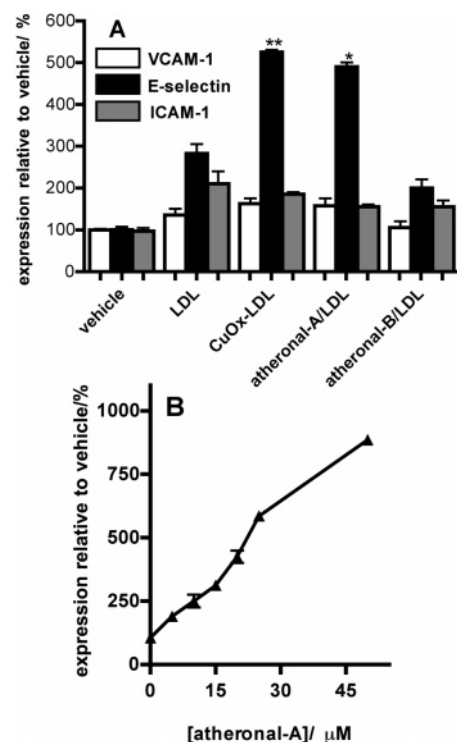 A
VCAM-1
E-selectin
ICAM-1
**
*
expression relative to vehicle/ %
600
500
400
300
200
100
0
vehicle
LDL
CuOx-LDL
atheronal-A/LDL
atheronal-B/LDL
B
expression relative to vehicle/%
1000
750
500
250
0
0 15 30 45
[atheronal-A]/ μM